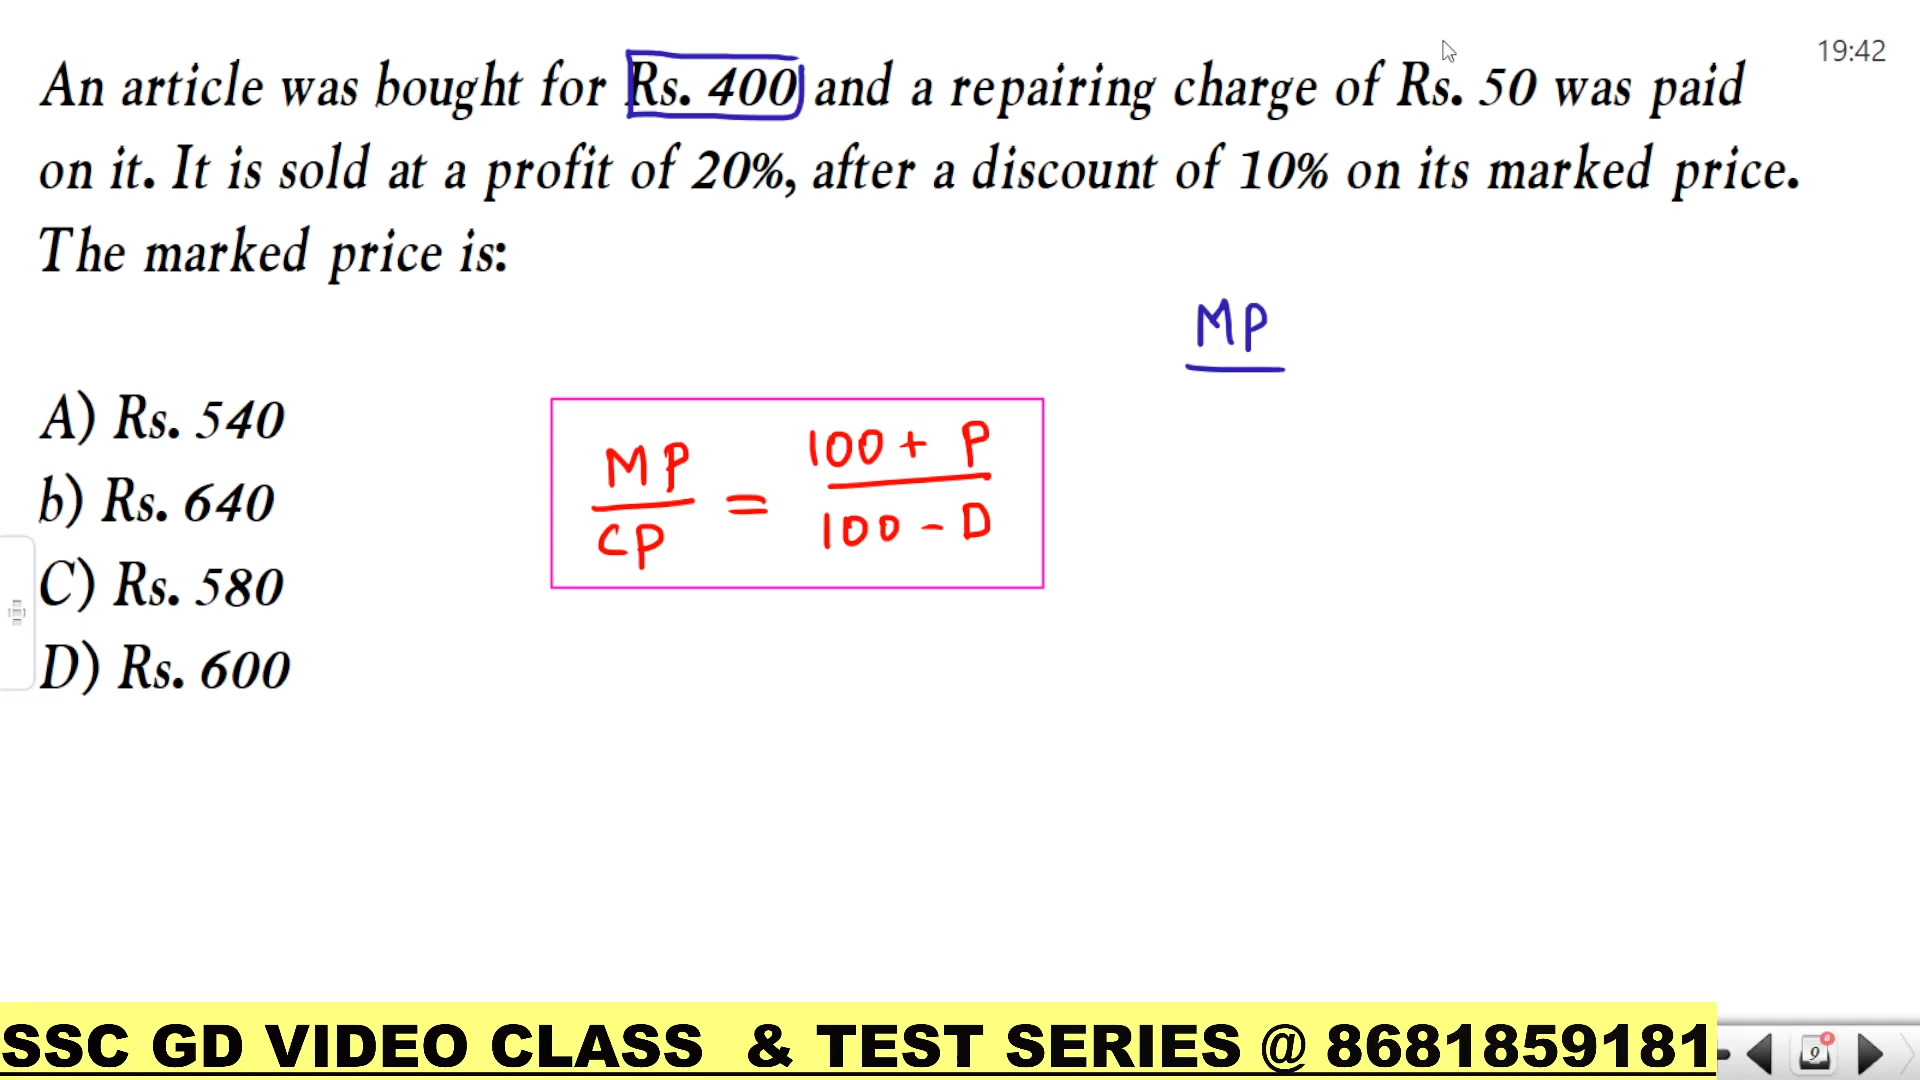 19:42
An article was bought for Rs. 400 and a repairing charge of Rs. 50 was paid
on it. It is sold at a profit of 20%, after a discount of 10% on its marked price.
The marked price is:
MP
A) Rs. 540
b) Rs. 640
C) Rs. 580
D) Rs. 600
MP
CP
=
100 + P
100 - D
SSC GD VIDEO CLASS & TEST SERIES @ 8681859181
9